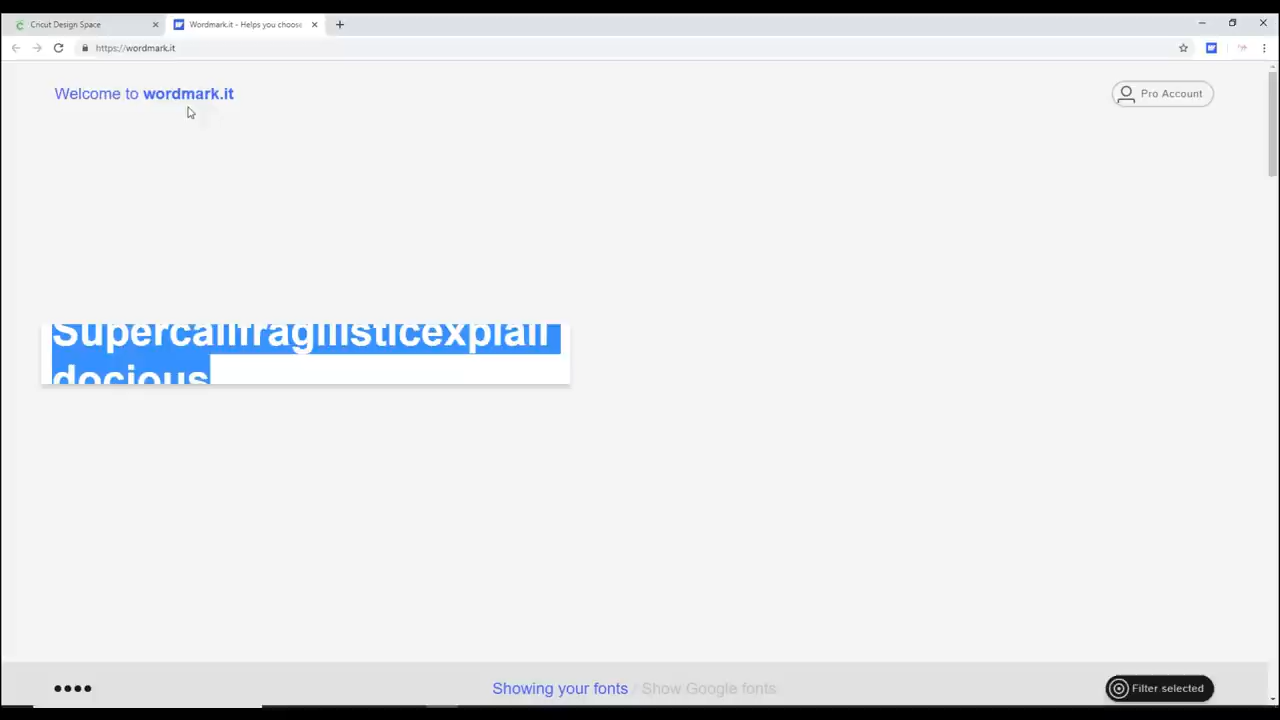 Cricut Design Space
Wordmark.it - Helps you choose
https://wordmark.it
Welcome to wordmark.it
Pro Account
Supercalifragilisticexpiali
docious
Showing your fonts / Show Google fonts
Filter selected